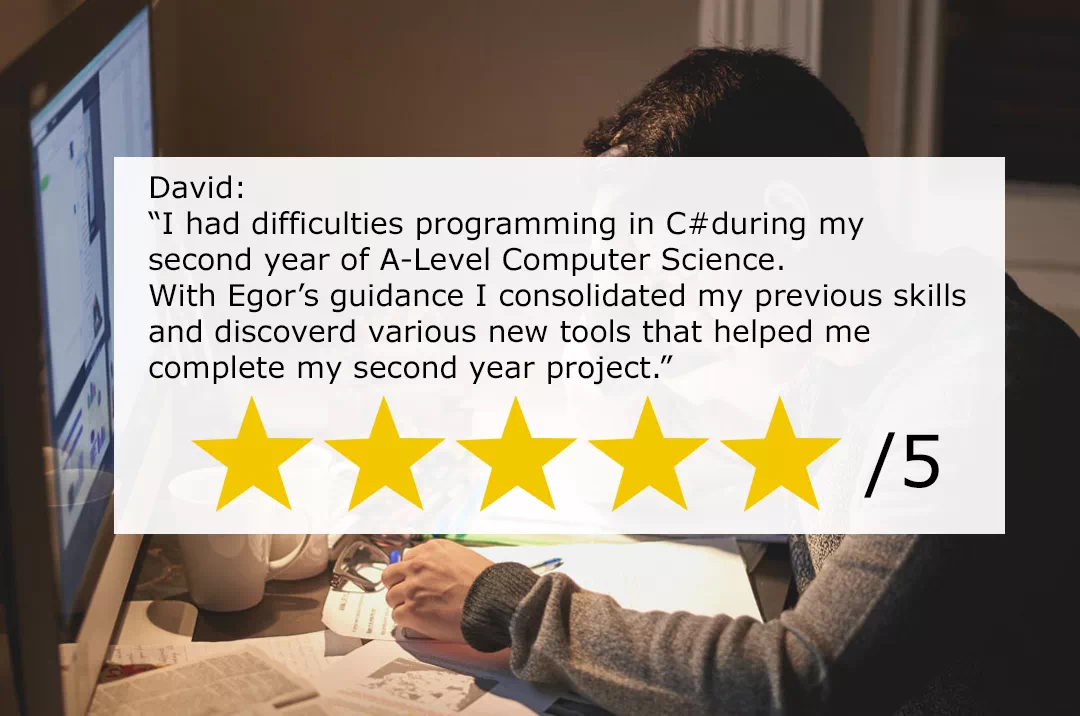 David:
“I had difficulties programming in C#during my
second year of A-Level Computer Science.
With Egor’s guidance I consolidated my previous skills
and discoverd various new tools that helped me
complete my second year project.”
/5